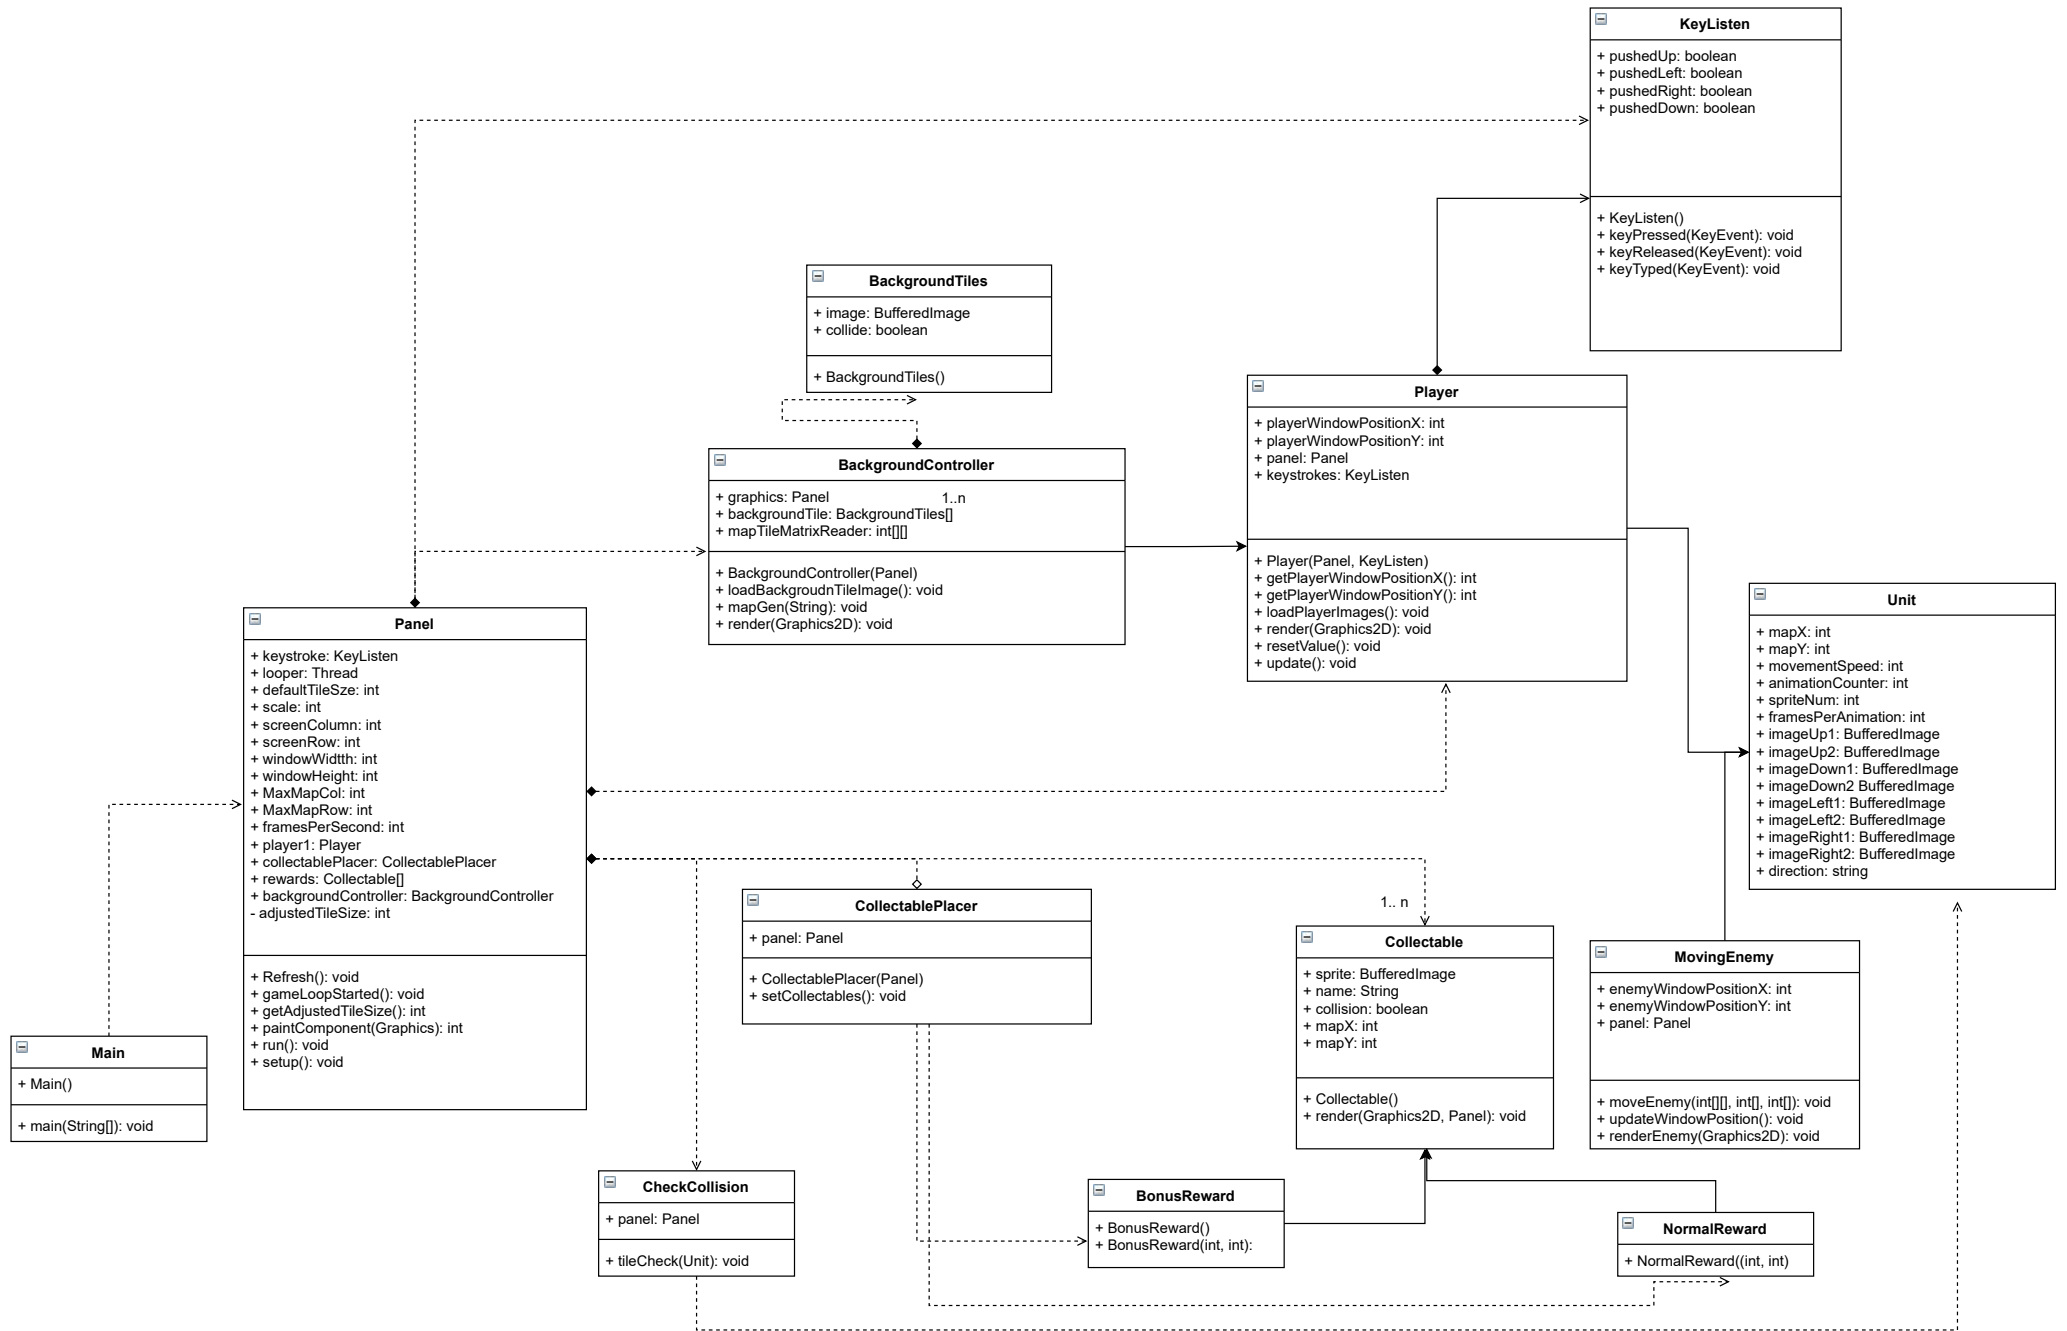 KeyListen
+ pushedUp: boolean
+ pushedLeft: boolean
+ pushedRight: boolean
+ pushedDown: boolean
+ KeyListen()
+ keyPressed(KeyEvent): void
+ keyReleased(KeyEvent): void
+ keyTyped(KeyEvent): void
BackgroundTiles
+ image: BufferedImage
+ collide: boolean
+ BackgroundTiles()
Player
+ playerWindowPositionX: int
+ playerWindowPositionY: int
+ panel: Panel
+ keystrokes: KeyListen
+ Player(Panel, KeyListen)
+ getPlayerWindowPositionX(): int
+ getPlayerWindowPositionY(): int
+ loadPlayerImages(): void
+ render(Graphics2D): void
+ resetValue(): void
+ update(): void
BackgroundController
+ graphics: Panel
1..n
+ backgroundTile: BackgroundTiles[]
+ mapTileMatrixReader: int[][]
+ BackgroundController(Panel)
+ loadBackgroudnTileImage(): void
+ mapGen(String): void
+ render(Graphics2D): void
Unit
+ mapX: int
+ mapY: int
+ movementSpeed: int
+ animationCounter: int
+ spriteNum: int
+ framesPerAnimation: int
+ imageUp1: BufferedImage
+ imageUp2: BufferedImage
+ imageDown1: BufferedImage
+ imageDown2 BufferedImage
+ imageLeft1: BufferedImage
+ imageLeft2: BufferedImage
+ imageRight1: BufferedImage
+ imageRight2: BufferedImage
+ direction: string
Panel
+ keystroke: KeyListen
+ looper: Thread
+ defaultTileSze: int
+ scale: int
+ screenColumn: int
+ screenRow: int
+ windowWidtth: int
+ windowHeight: int
+ MaxMapCol: int
+ MaxMapRow: int
+ framesPerSecond: int
+ player1: Player
+ collectablePlacer: CollectablePlacer
+ rewards: Collectable[]
+ backgroundController: BackgroundController
- adjustedTileSize: int
+ Refresh(): void
+ gameLoopStarted(): void
+ getAdjustedTileSize(): int
+ paintComponent(Graphics): int
+ run(): void
+ setup(): void
CollectablePlacer
+ panel: Panel
+ CollectablePlacer(Panel)
+ setCollectables(): void
1.. n
Collectable
+ sprite: BufferedImage
+ name: String
+ collision: boolean
+ mapX: int
+ mapY: int
+ Collectable()
+ render(Graphics2D, Panel): void
MovingEnemy
+ enemyWindowPositionX: int
+ enemyWindowPositionY: int
+ panel: Panel
+ moveEnemy(int[][], int[], int[]): void
+ updateWindowPosition(): void
+ renderEnemy(Graphics2D): void
Main
+ Main()
+ main(String[]): void
CheckCollision
+ panel: Panel
+ tileCheck(Unit): void
BonusReward
+ BonusReward()
+ BonusReward(int, int):
NormalReward
+ NormalReward((int, int)